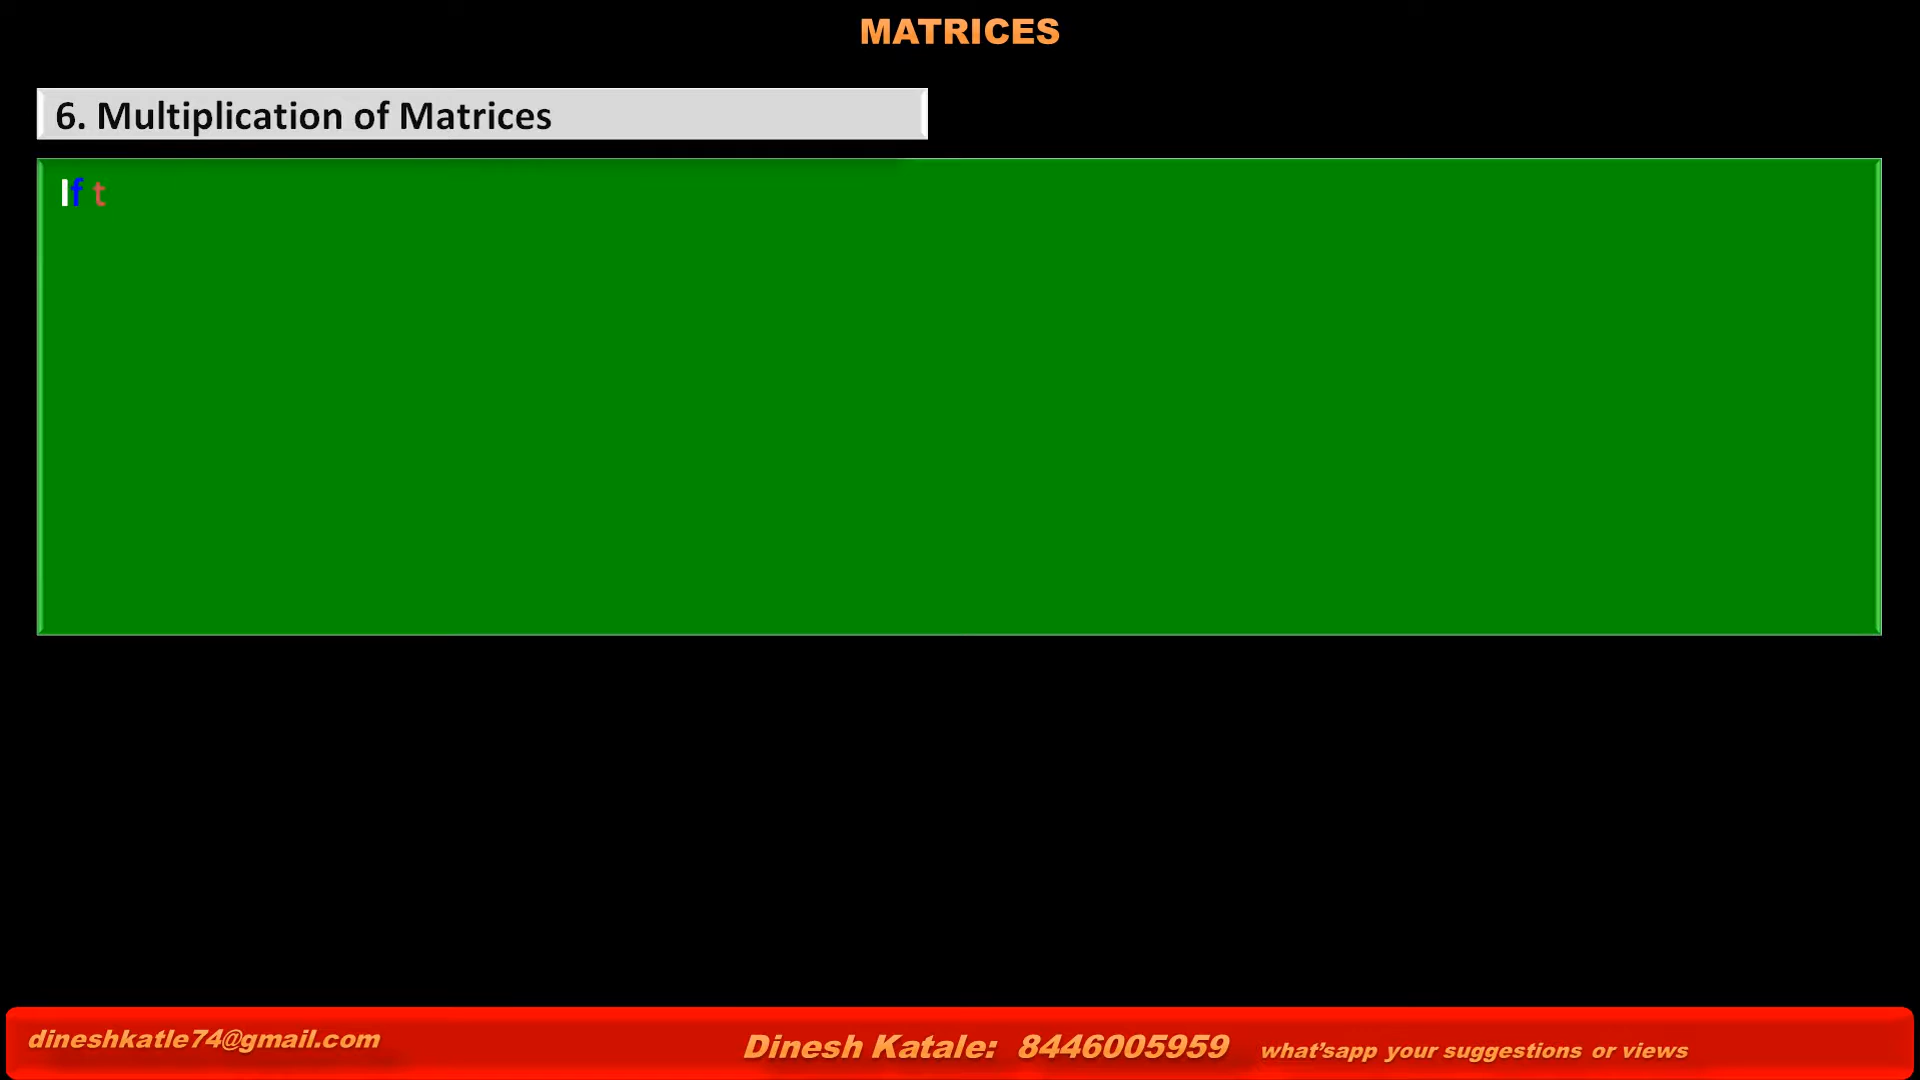 MATRICES
6. Multiplication of Matrices
If t
dineshkatle74@gmail.com
Dinesh Katale: 8446005959 what'sapp your suggestions or views